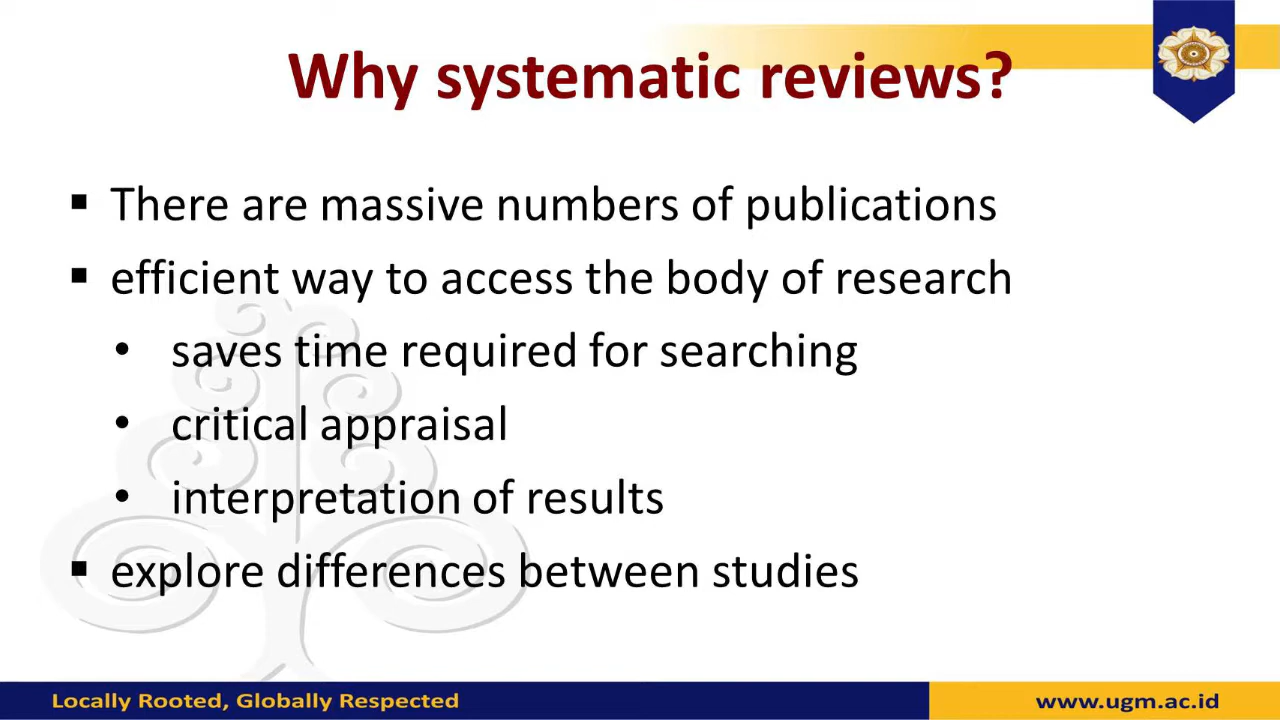 Why systematic reviews?
▪ There are massive numbers of publications
▪ efficient way to access the body of research
• saves time required for searching
• critical appraisal
• interpretation of results
▪ explore differences between studies
Locally Rooted, Globally Respected
www.ugm.ac.id